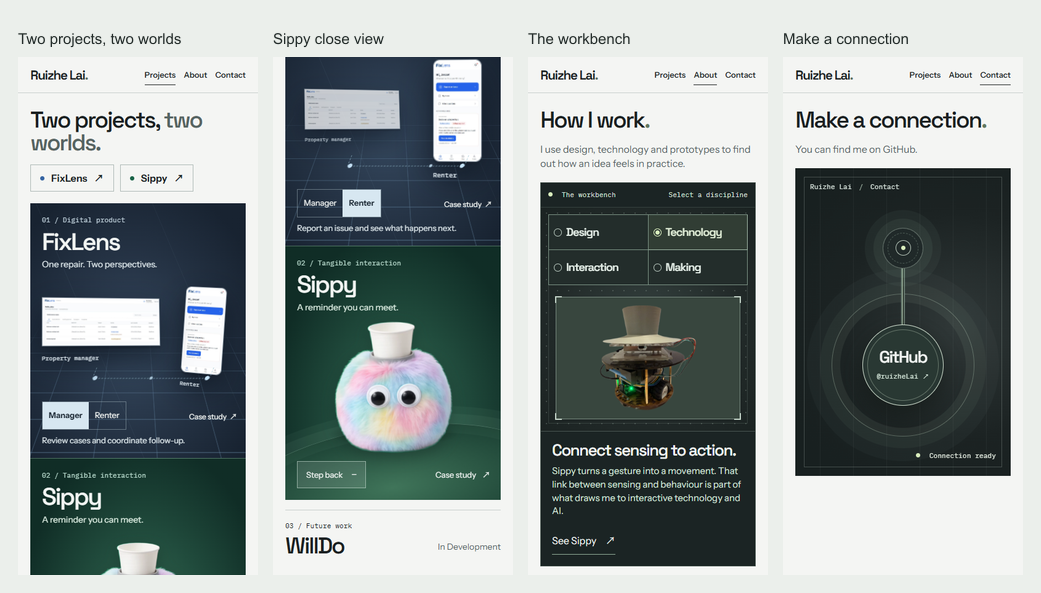 Two projects, two worlds
Ruizhe Lai.
Projects
About
Contact
Two projects, two
worlds.
FixLens ↗
Sippy ↗
01 / Digital product
FixLens
One repair. Two perspectives.
Property manager
Renter
Manager
Renter
Case study ↗
Review cases and coordinate follow-up.
02 / Tangible interaction
Sippy
A reminder you can meet.
Sippy close view
FixLens
Property manager
Renter
Manager
Renter
Case study ↗
Report an issue and see what happens next.
02 / Tangible interaction
Sippy
A reminder you can meet.
Step back −
Case study ↗
03 / Future work
WillDo
In Development
The workbench
Ruizhe Lai.
Projects
About
Contact
How I work.
I use design, technology and prototypes to find
out how an idea feels in practice.
The workbench
Select a discipline
Design
Technology
Interaction
Making
Connect sensing to action.
Sippy turns a gesture into a movement. That
link between sensing and behaviour is part of
what draws me to interactive technology and
AI.
See Sippy ↗
Make a connection
Ruizhe Lai.
Projects
About
Contact
Make a connection.
You can find me on GitHub.
Ruizhe Lai / Contact
GitHub
@ruizheLai ↗
Connection ready